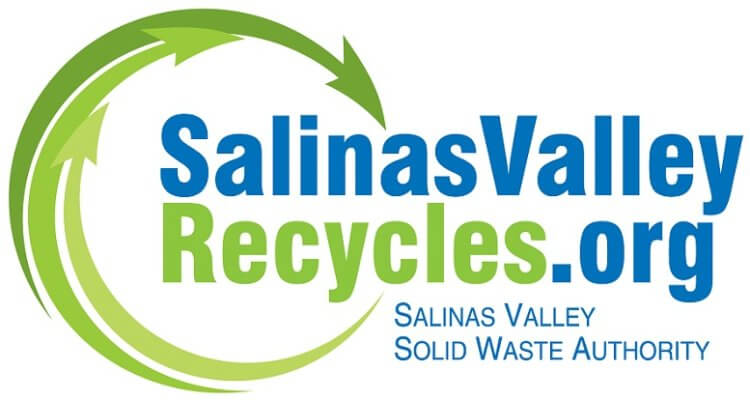 SalinasValley
Recycles.org
SALINAS VALLEY
SOLID WASTE AUTHORITY